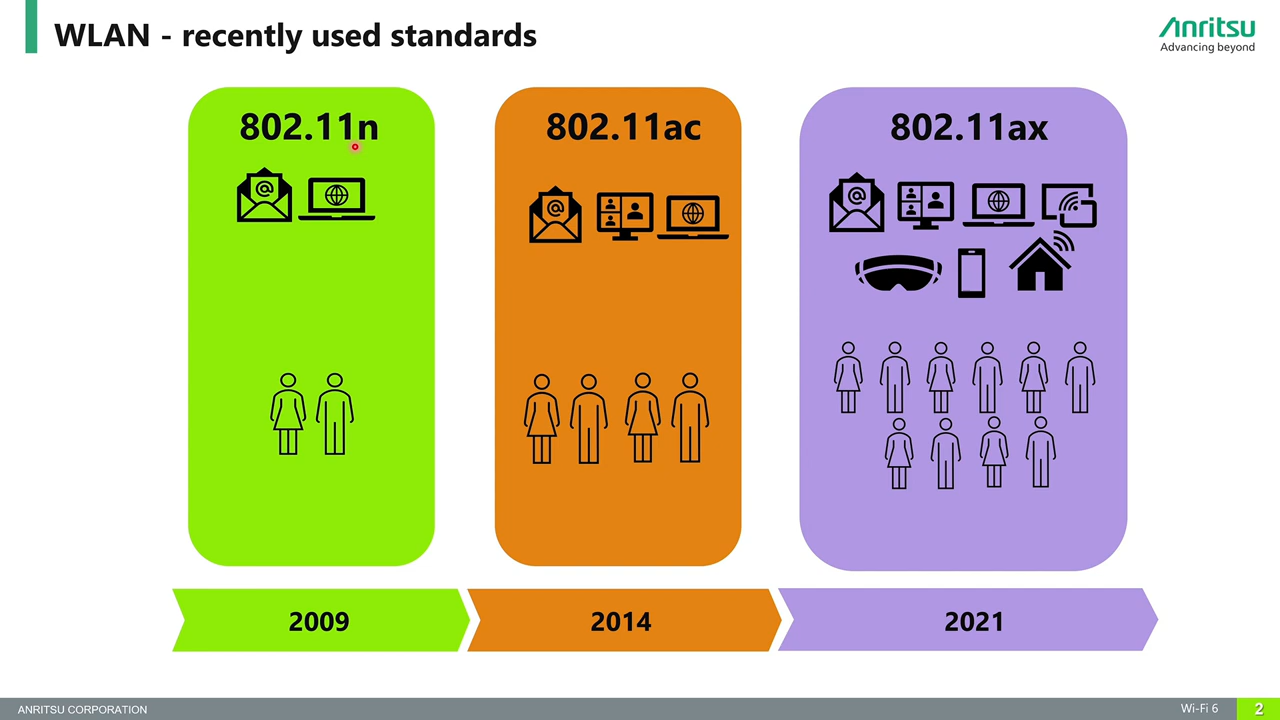 WLAN - recently used standards
Anritsu
Advancing beyond
802.11n
802.11ac
802.11ax
@
@
@
2009
2014
2021
ANRITSU CORPORATION
Wi-Fi 6
2